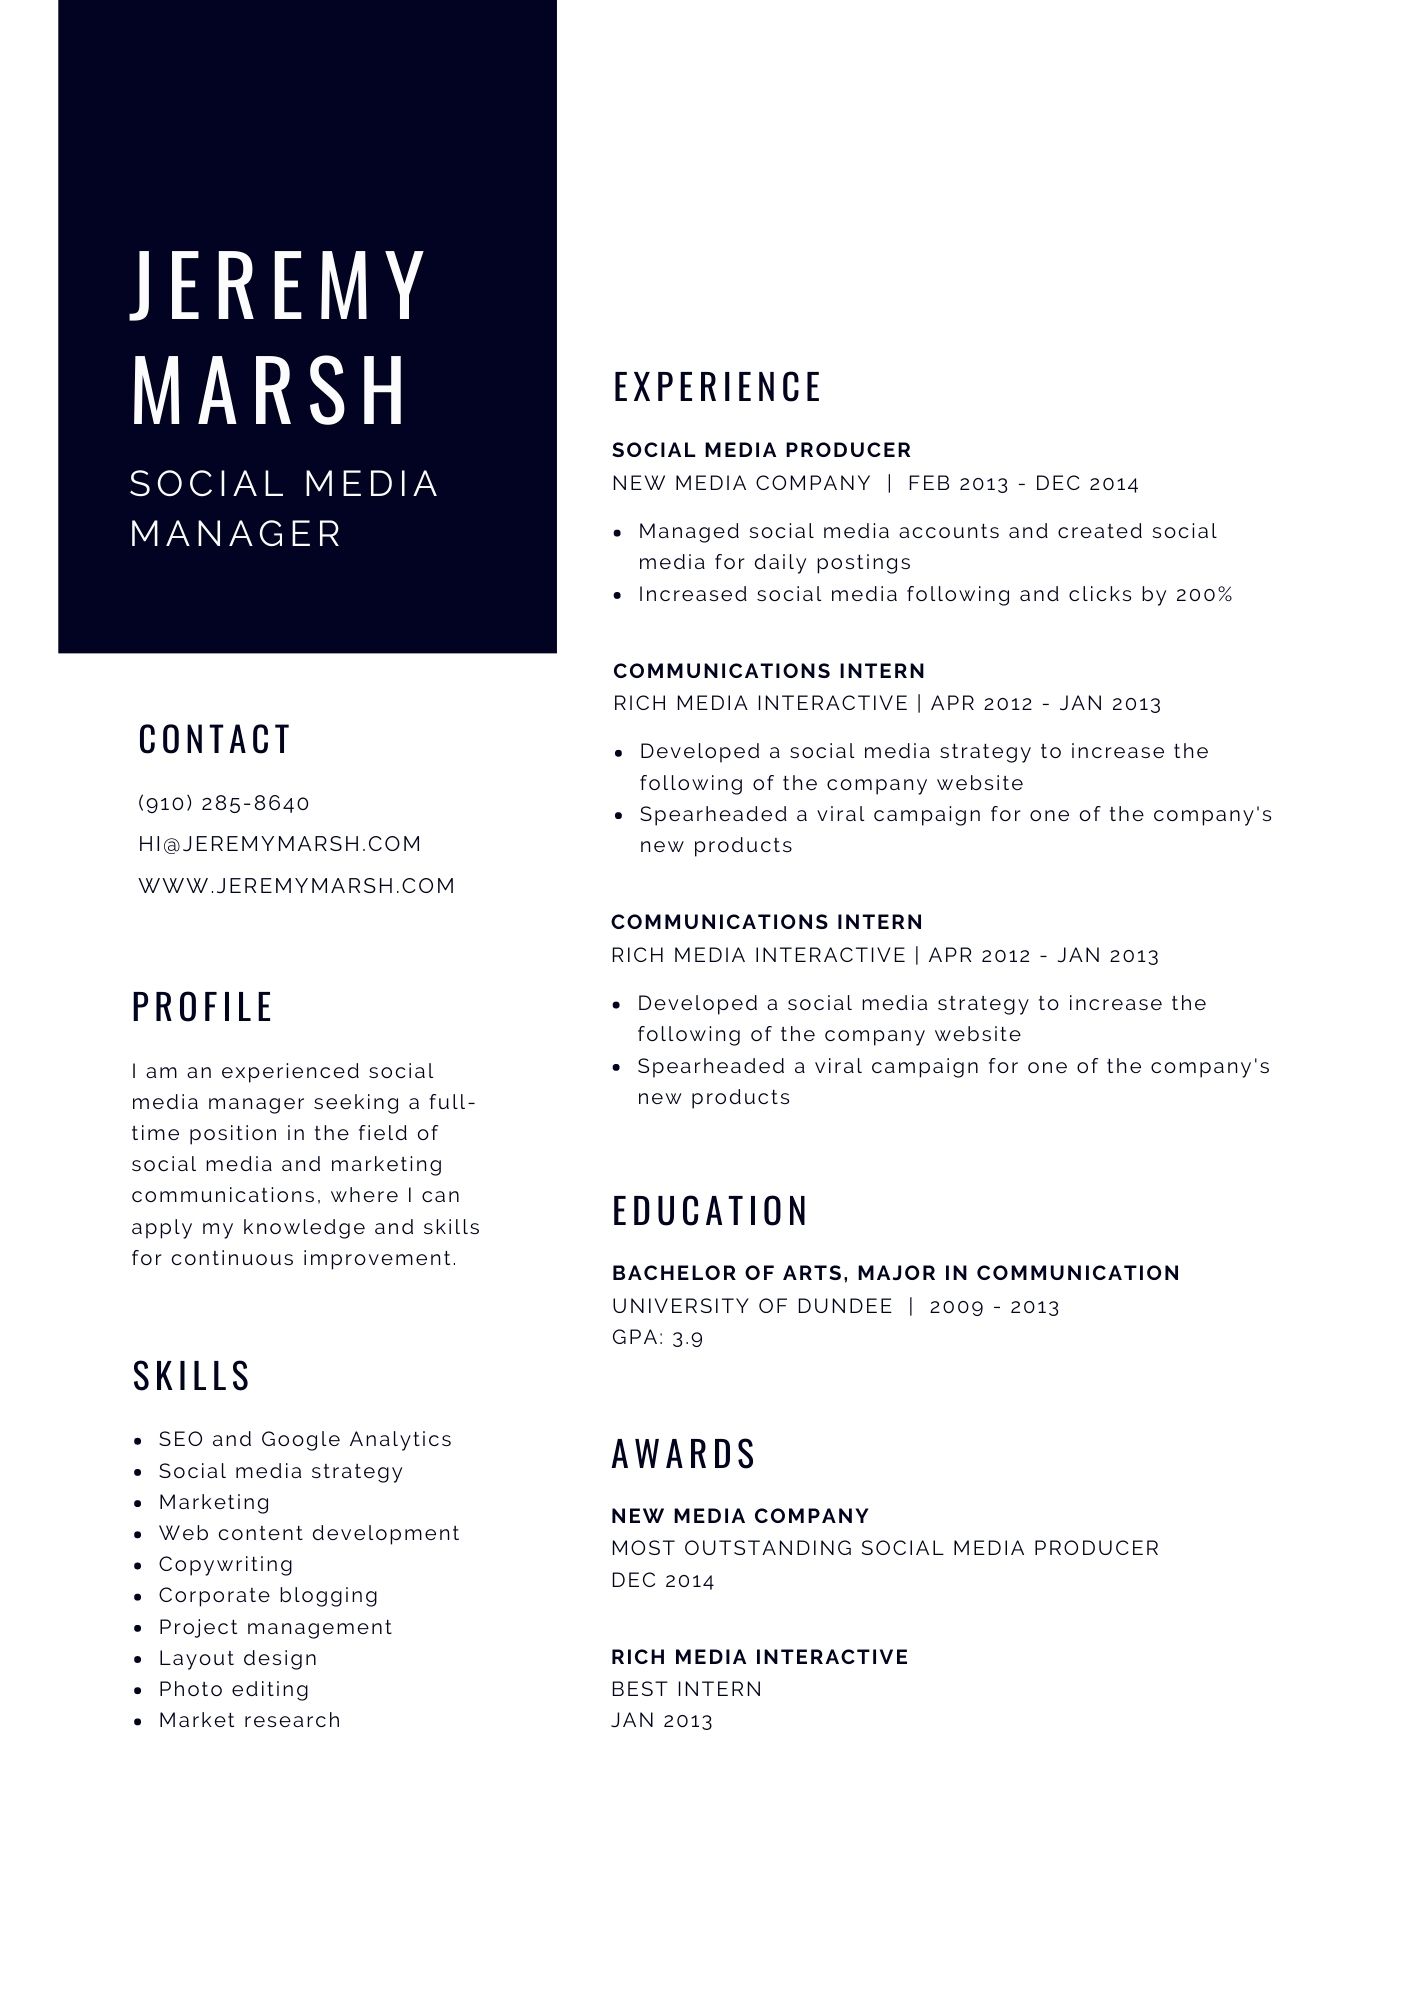 JEREMY
MARSH
SOCIAL MEDIA
MANAGER
CONTACT
(910) 285-8640
HI@JEREMYMARSH.COM
WWW.JEREMYMARSH.COM
PROFILE
I am an experienced social
media manager seeking a full-
time position in the field of
social media and marketing
communications, where I can
apply my knowledge and skills
for continuous improvement.
SKILLS
• SEO and Google Analytics
• Social media strategy
• Marketing
• Web content development
• Copywriting
• Corporate blogging
• Project management
• Layout design
• Photo editing
• Market research
EXPERIENCE
SOCIAL MEDIA PRODUCER
NEW MEDIA COMPANY | FEB 2013 - DEC 2014
• Managed social media accounts and created social
media for daily postings
• Increased social media following and clicks by 200%
COMMUNICATIONS INTERN
RICH MEDIA INTERACTIVE | APR 2012 - JAN 2013
• Developed a social media strategy to increase the
following of the company website
• Spearheaded a viral campaign for one of the company's
new products
COMMUNICATIONS INTERN
RICH MEDIA INTERACTIVE | APR 2012 - JAN 2013
• Developed a social media strategy to increase the
following of the company website
• Spearheaded a viral campaign for one of the company's
new products
EDUCATION
BACHELOR OF ARTS, MAJOR IN COMMUNICATION
UNIVERSITY OF DUNDEE | 2009 - 2013
GPA: 3.9
AWARDS
NEW MEDIA COMPANY
MOST OUTSTANDING SOCIAL MEDIA PRODUCER
DEC 2014
RICH MEDIA INTERACTIVE
BEST INTERN
JAN 2013